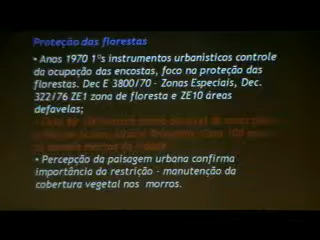 Proteção das florestas
• Anos 1970 1ºs instrumentos urbanisticos controle
da ocupação das encostas, foco na proteção das
florestas. Dec E 3800/70 - Zonas Especiais, Dec.
322/76 ZE1 zona de floresta e ZE10 áreas
defavelas;
• Percepção da paisagem urbana confirma
importância da restrição - manutenção da
cobertura vegetal nos morros.